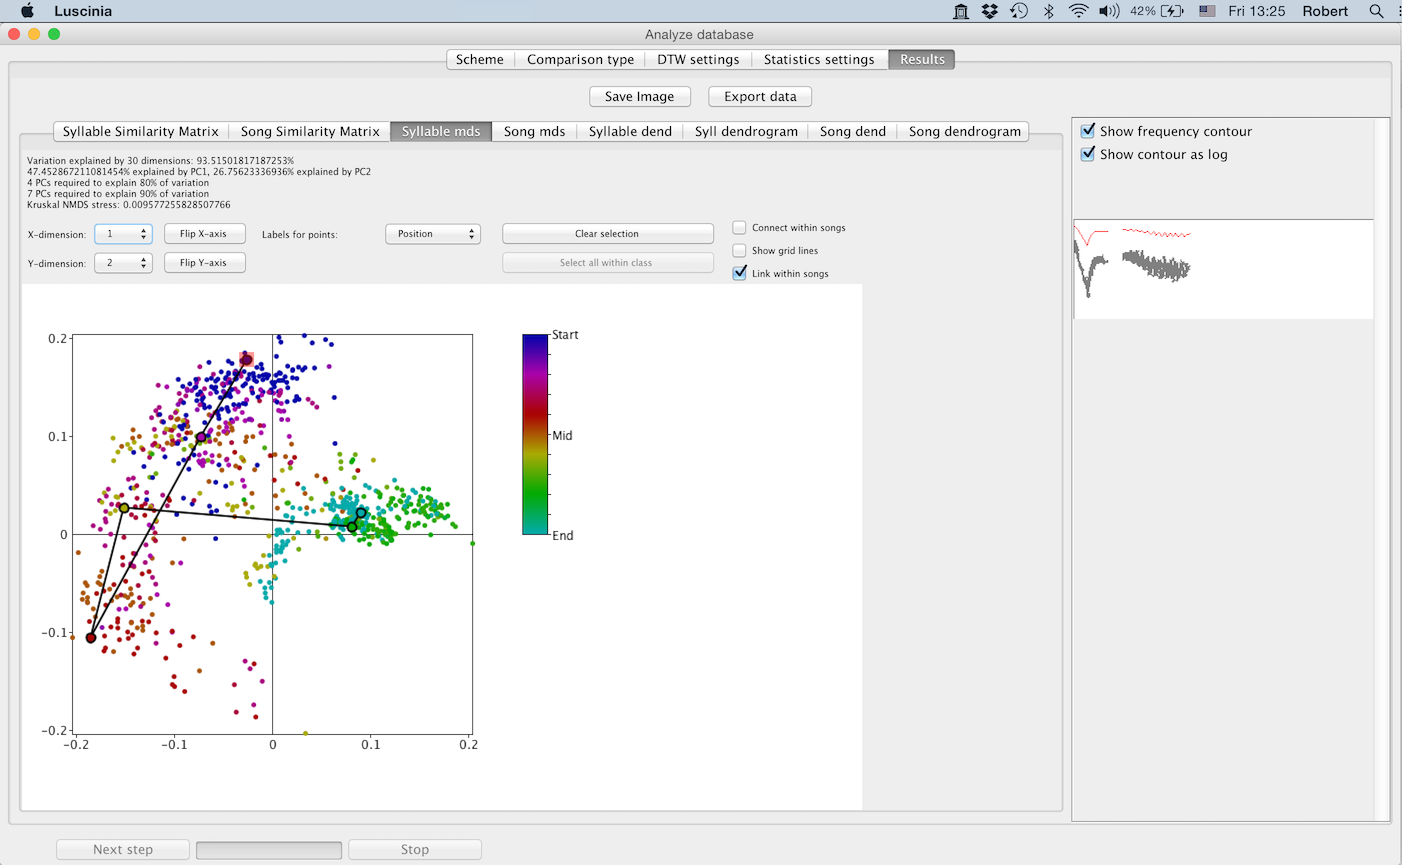 Luscinia 42% Fri 13:25 Robert
Analyze database
Scheme Comparison type DTW settings Statistics settings Results
Save Image Export data
Syllable Similarity Matrix Song Similarity Matrix Syllable mds Song mds Syllable dend Syll dendrogram Song dend Song dendrogram
Show frequency contour
Show contour as log
Variation explained by 30 dimensions: 93.51501817187253%
47.452867211081454% explained by PC1, 26.75623336936% explained by PC2
4 PCs required to explain 80% of variation
7 PCs required to explain 90% of variation
Kruskal NMDS stress: 0.009577255828507766
X-dimension: 1 Flip X-axis Labels for points: Position Clear selection Connect within songs
Show grid lines
Y-dimension: 2 Flip Y-axis Select all within class Link within songs
0.2
0.1
0
-0.1
-0.2
-0.2 -0.1 0 0.1 0.2
Start
Mid
End
Next step Stop